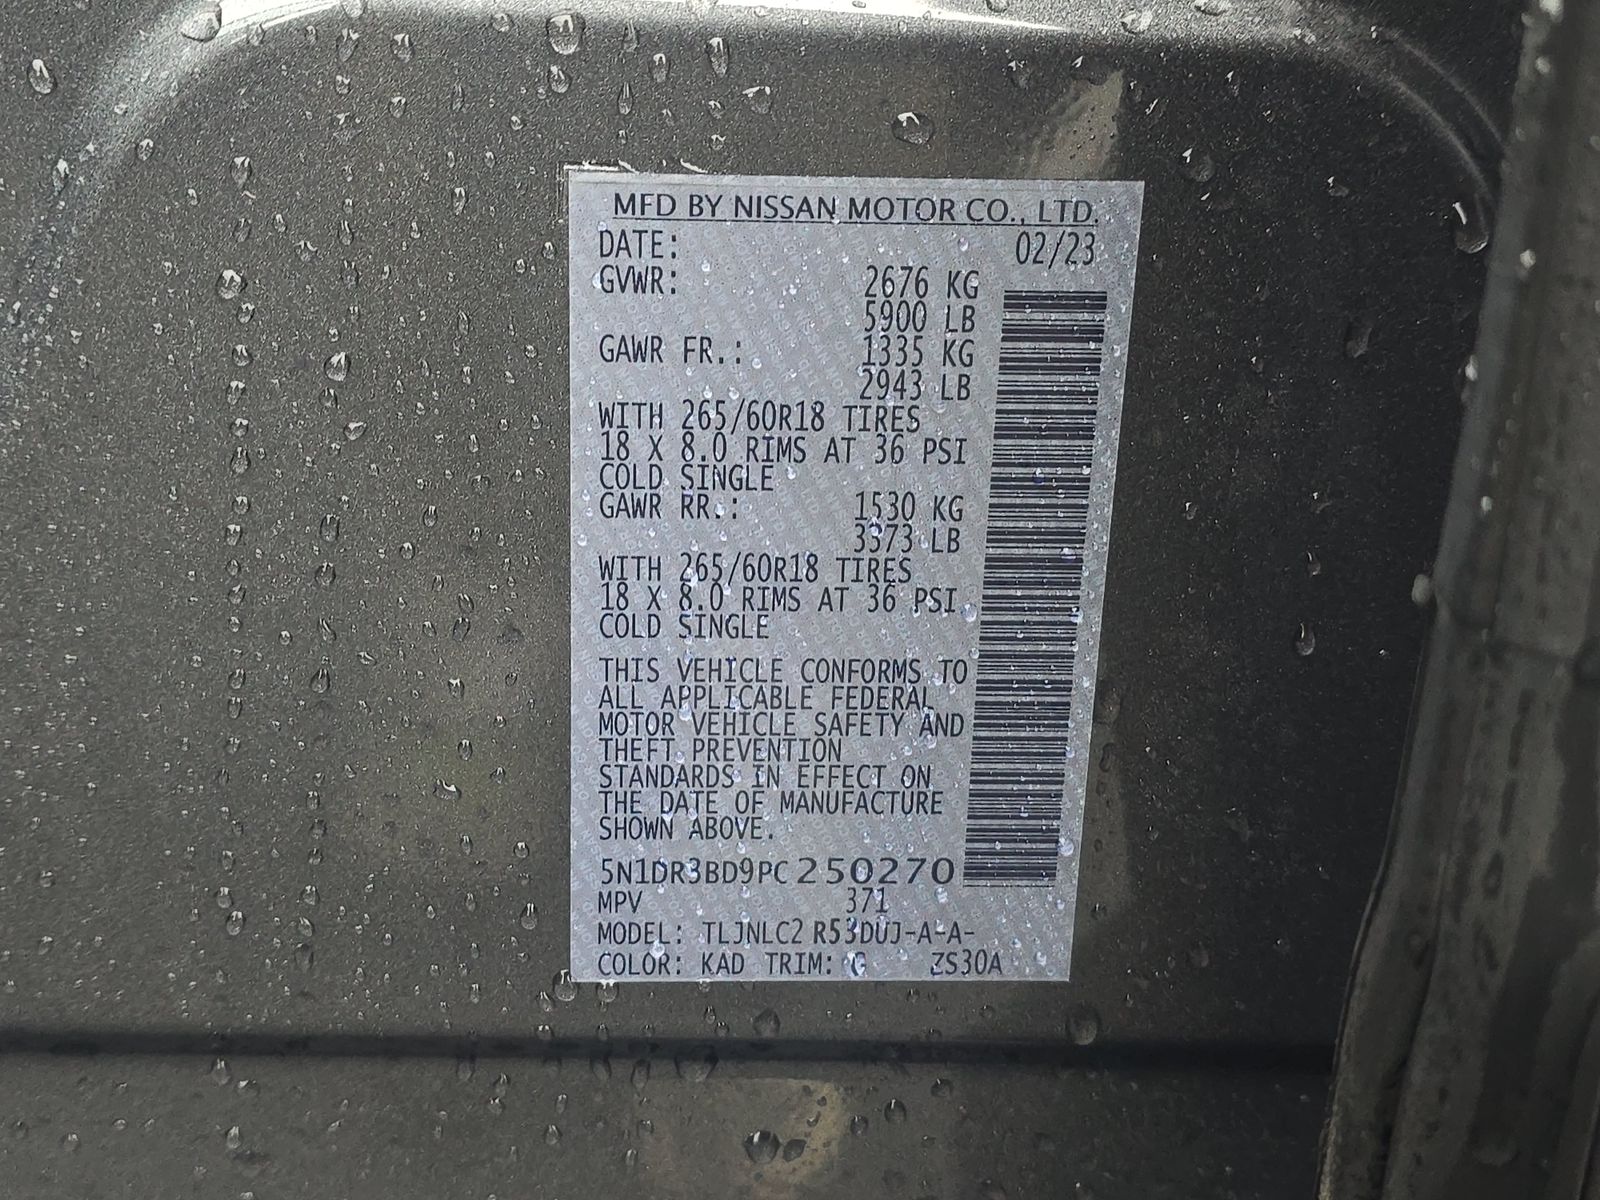 MFD BY NISSAN MOTOR CO., LTD.
DATE: 02/23
GVWR: 2676 KG
5900 LB
GAWR FR.: 1335 KG
2943 LB
WITH 265/60R18 TIRES
18 X 8.0 RIMS AT 36 PSI
COLD SINGLE
GAWR RR.: 1530 KG
3373 LB
WITH 265/60R18 TIRES
18 X 8.0 RIMS AT 36 PSI
COLD SINGLE
THIS VEHICLE CONFORMS TO
ALL APPLICABLE FEDERAL
MOTOR VEHICLE SAFETY AND
THEFT PREVENTION
STANDARDS IN EFFECT ON
THE DATE OF MANUFACTURE
SHOWN ABOVE.
5N1DR3BD9PC250270
MPV 371
MODEL: TLJNLC2 R53DUJ-A-A-
COLOR: KAD TRIM: ZS30A